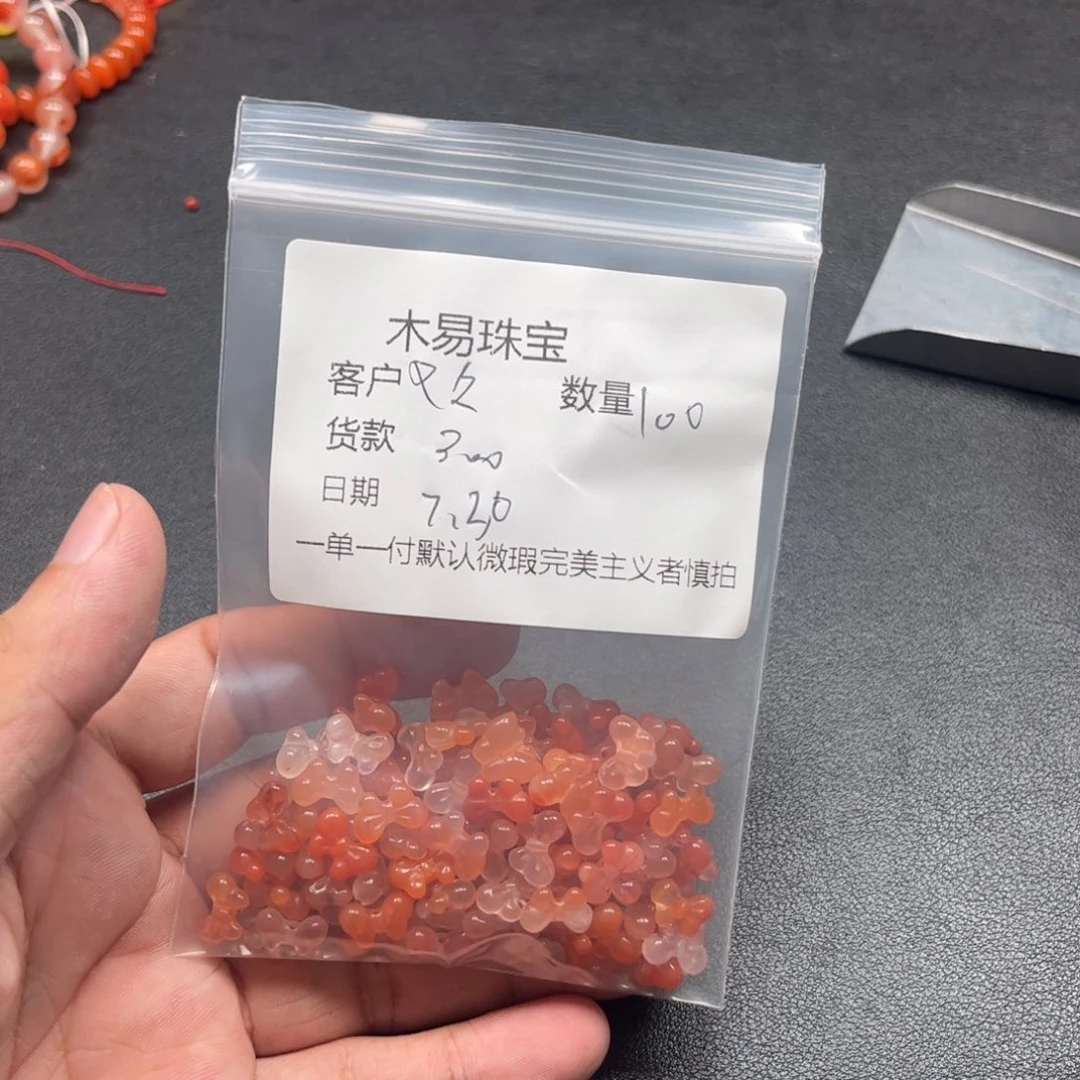 木易珠宝
客户 数量100
货款 300
日期 7.20
一单一付默认微瑕完美主义者慎拍